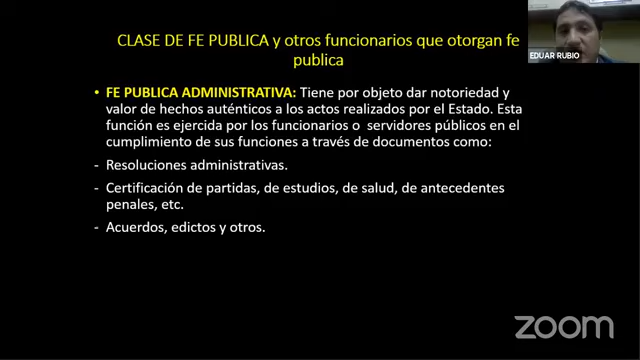 CLASE DE FE PUBLICA y otros funcionarios que otorgan fe
publica
EDUAR RUBIO
• FE PUBLICA ADMINISTRATIVA: Tiene por objeto dar notoriedad y
valor de hechos auténticos a los actos realizados por el Estado. Esta
función es ejercida por los funcionarios o servidores públicos en el
cumplimiento de sus funciones a través de documentos como:
- Resoluciones administrativas.
- Certificación de partidas, de estudios, de salud, de antecedentes
penales, etc.
- Acuerdos, edictos y otros.
zoom